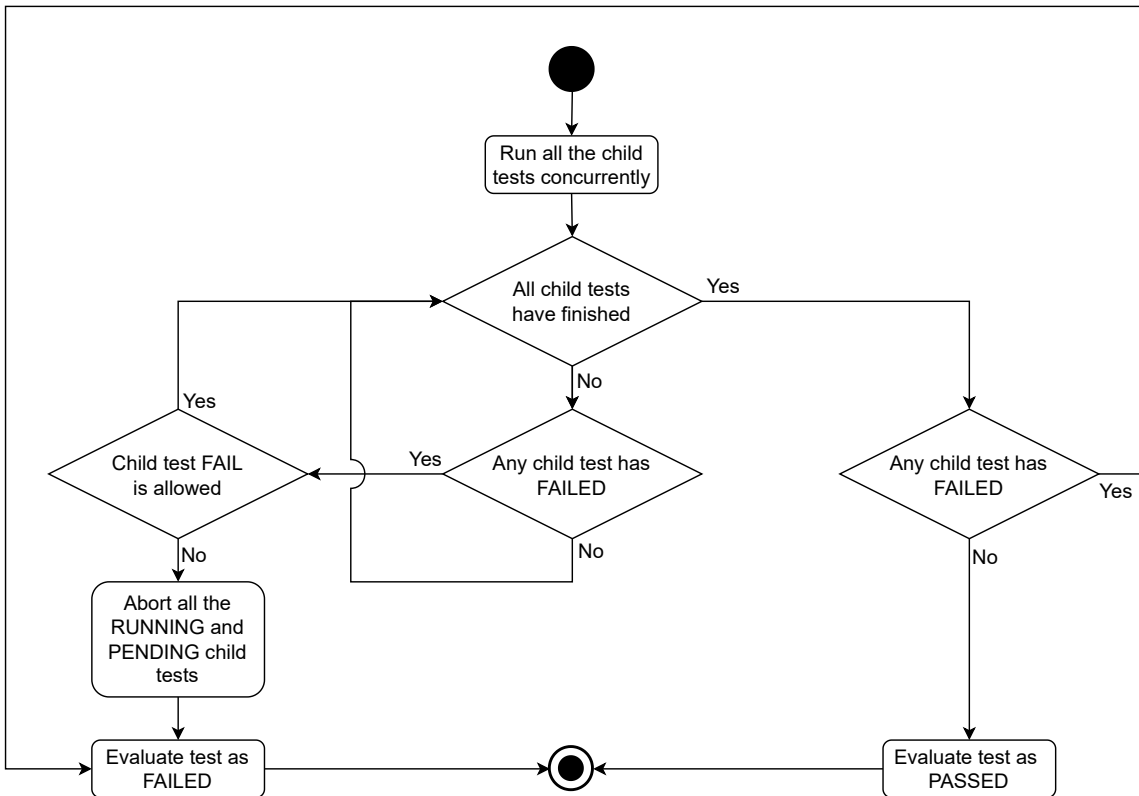 Run all the child
tests concurrently
All child tests
have finished
Yes
No
Yes
Child test FAIL
is allowed
Yes
Any child test has
FAILED
Any child test has
FAILED
Yes
No
No
No
Abort all the
RUNNING and
PENDING child
tests
Evaluate test as
FAILED
Evaluate test as
PASSED